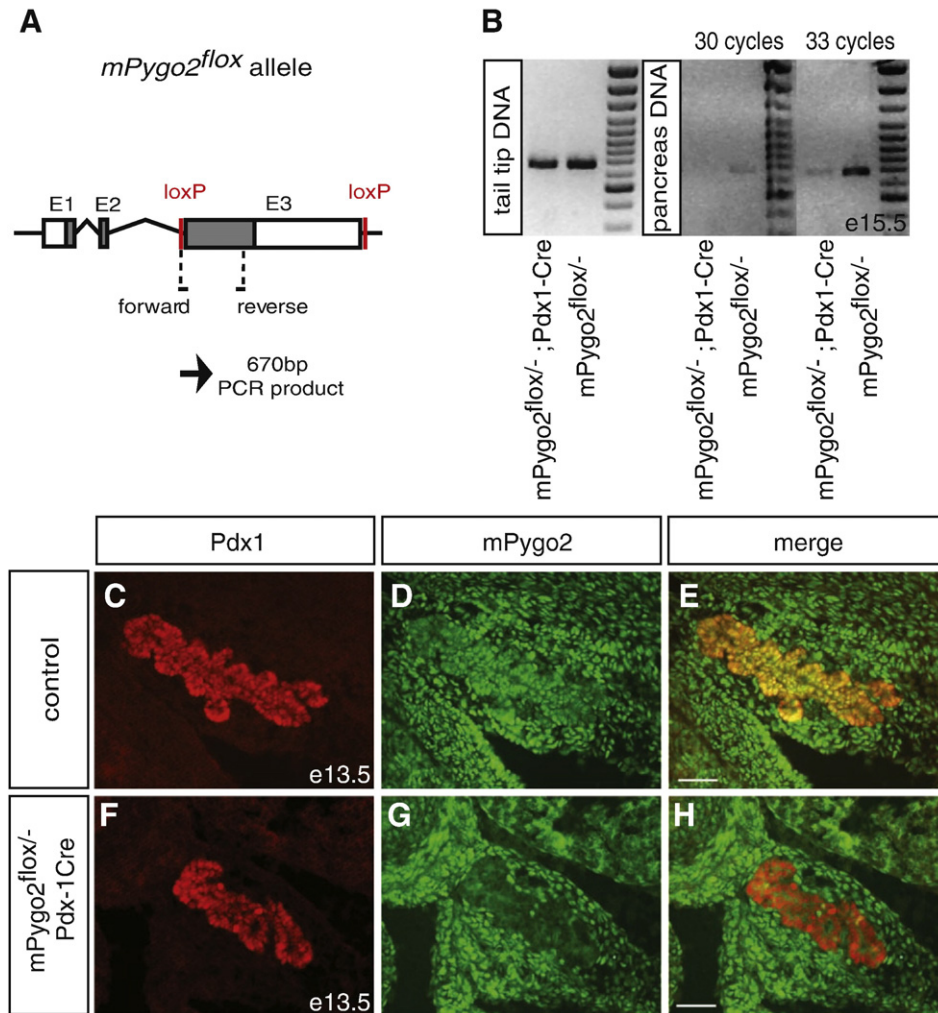 A
mPygo2flox allele
loxP
loxP
E1
E2
E3
forward
reverse
670bp
PCR product
B
30 cycles
33 cycles
tail tip DNA
pancreas DNA
e15.5
mPygo2flox/- ; Pdx1-Cre
mPygo2flox/-
mPygo2flox/- ; Pdx1-Cre
mPygo2flox/-
mPygo2flox/- ; Pdx1-Cre
mPygo2flox/-
Pdx1
mPygo2
merge
control
C
e13.5
D
E
mPygo2flox/-
Pdx-1Cre
F
e13.5
G
H